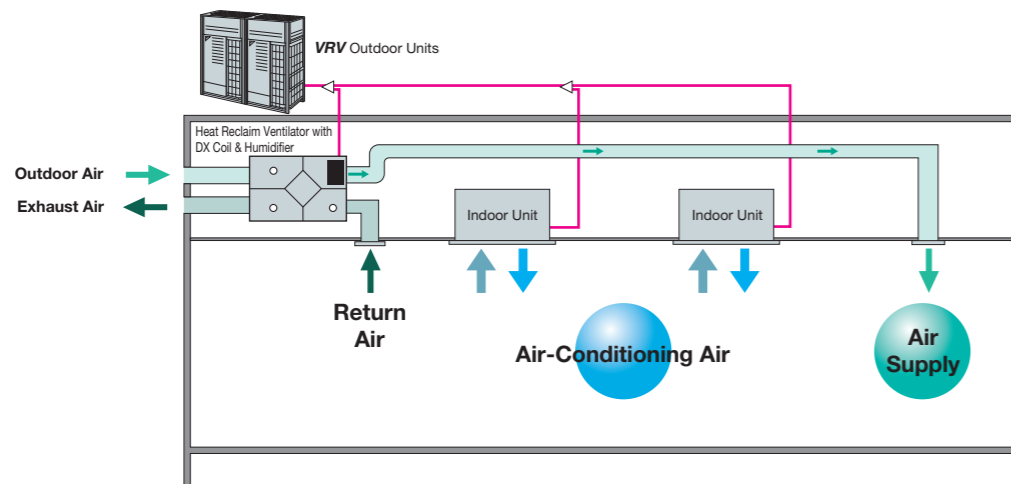 VRV Outdoor Units
Heat Reclaim Ventilator with
DX Coil & Humidifier
Outdoor Air
Exhaust Air
Indoor Unit
Indoor Unit
Return
Air
Air-Conditioning Air
Air
Supply